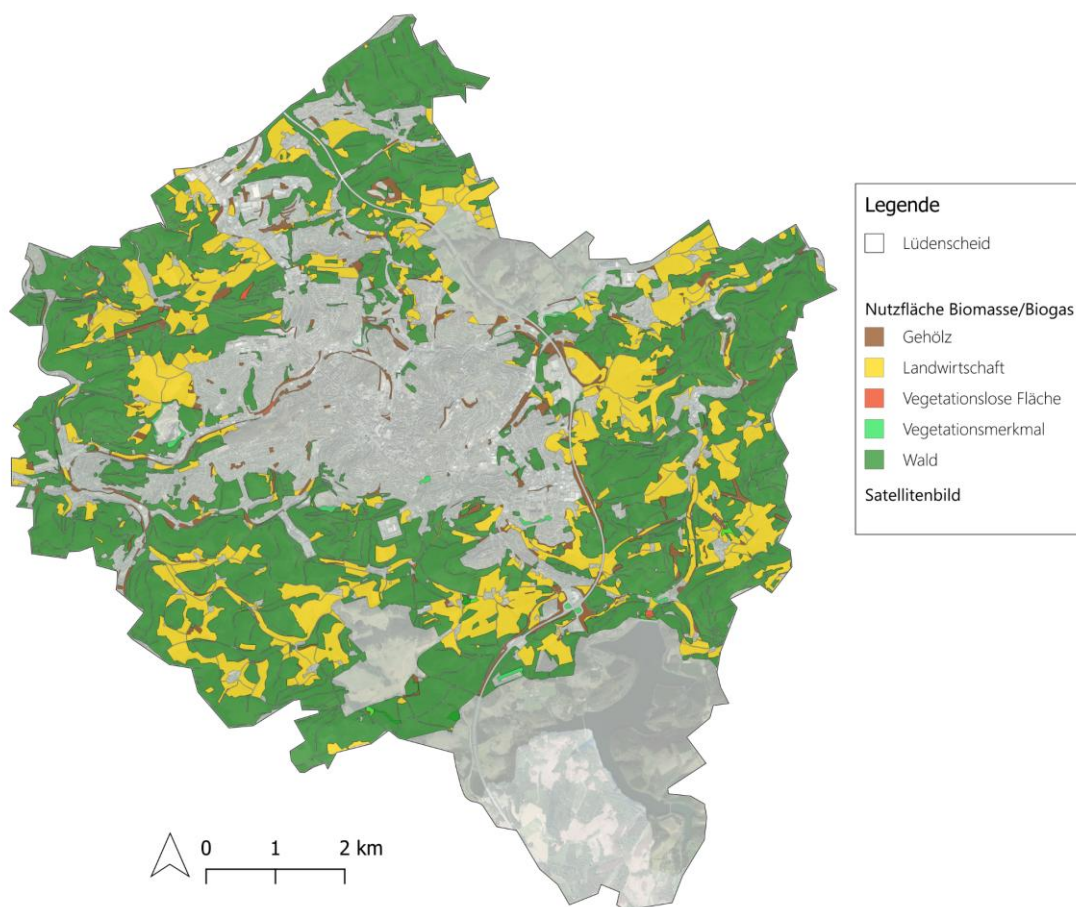 Legende
Lüdenscheid
Nutzfläche Biomasse/Biogas
Gehölz
Landwirtschaft
Vegetationslose Fläche
Vegetationsmerkmal
Wald
Satellitenbild
0 1 2 km